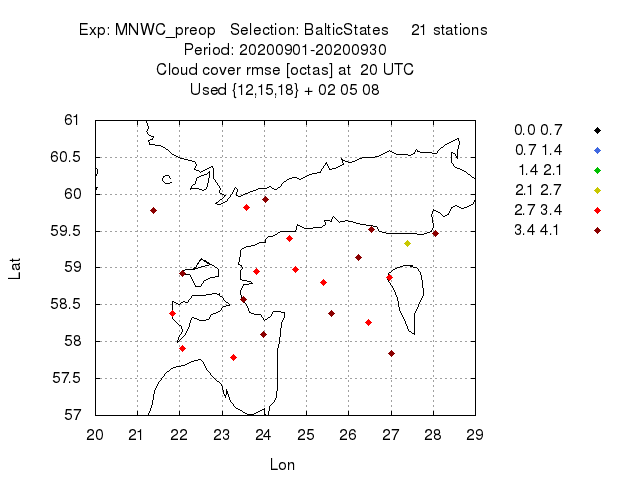 Exp: MNWC_preop Selection: BalticStates 21 stations
Period: 20200901-20200930
Cloud cover rmse [octas] at 20 UTC
Used {12,15,18} + 02 05 08
61
60.5
60
59.5
59
58.5
58
57.5
57
20 21 22 23 24 25 26 27 28 29
Lat
Lon
0.0 0.7
0.7 1.4
1.4 2.1
2.1 2.7
2.7 3.4
3.4 4.1